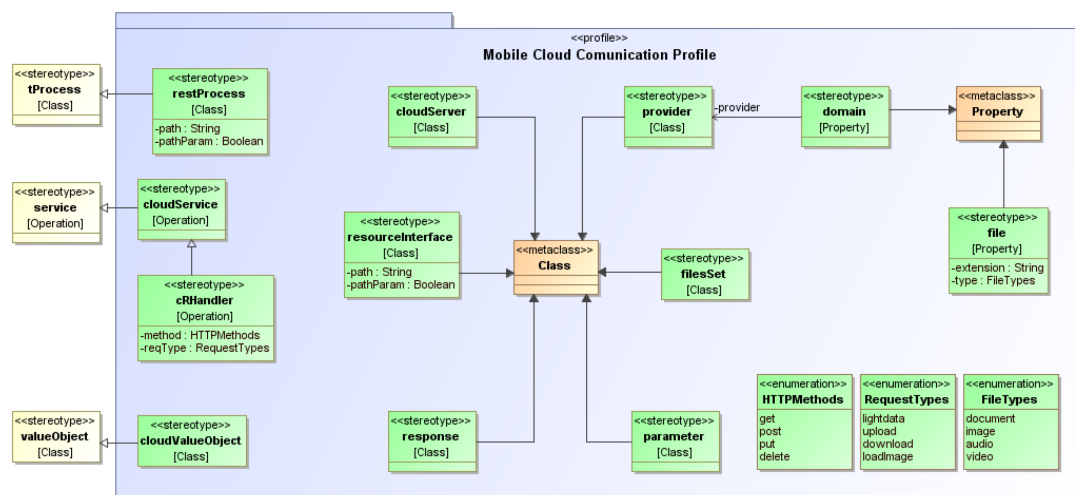 <<profile>>
Mobile Cloud Comunication Profile
<<stereotype>>
tProcess
[Class]
<<stereotype>>
restProcess
[Class]
-path : String
-pathParam : Boolean
<<stereotype>>
cloudServer
[Class]
<<stereotype>>
provider
[Class]
-provider
<<stereotype>>
domain
[Property]
<<metaclass>>
Property
<<stereotype>>
service
[Operation]
<<stereotype>>
cloudService
[Operation]
<<stereotype>>
resourceInterface
[Class]
-path : String
-pathParam : Boolean
<<metaclass>>
Class
<<stereotype>>
filesSet
[Class]
<<stereotype>>
file
[Property]
-extension : String
-type : FileTypes
<<stereotype>>
cRHandler
[Operation]
-method : HTTPMethods
-reqType : RequestTypes
<<stereotype>>
valueObject
[Class]
<<stereotype>>
cloudValueObject
[Class]
<<stereotype>>
response
[Class]
<<stereotype>>
parameter
[Class]
<<enumeration>>
HTTPMethods
get
post
put
delete
<<enumeration>>
RequestTypes
lightdata
upload
download
loadImage
<<enumeration>>
FileTypes
document
image
audio
video